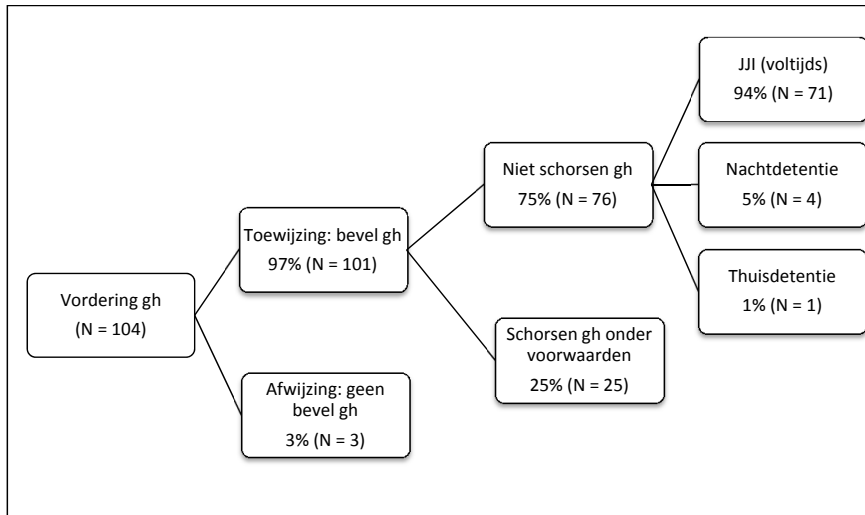 Vordering gh
(N = 104)
Toewijzing: bevel gh
97% (N = 101)
Afwijzing: geen
bevel gh
3% (N = 3)
Niet schorsen gh
75% (N = 76)
Schorsen gh onder
voorwaarden
25% (N = 25)
JJI (voltijds)
94% (N = 71)
Nachtdetentie
5% (N = 4)
Thuisdetentie
1% (N = 1)